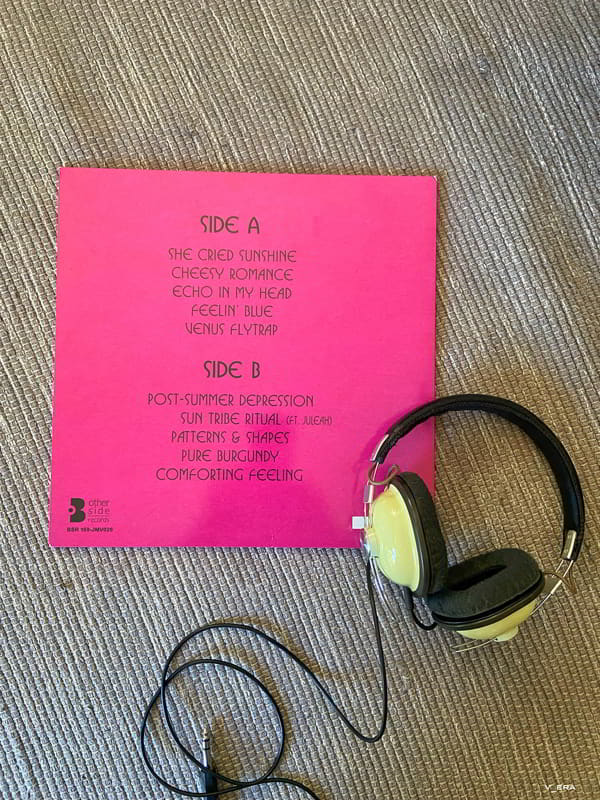 SIDE A
SHE CRIED SUNSHINE
CHEESY ROMANCE
ECHO IN MY HEAD
FEELIN' BLUE
VENUS FLYTRAP
SIDE B
POST-SUMMER DEPRESSION
SUN TRIBE RITUAL (FT. JULEAH)
PATTERNS & SHAPES
PURE BURGUNDY
COMFORTING FEELING
B other
side
records
V_ERA